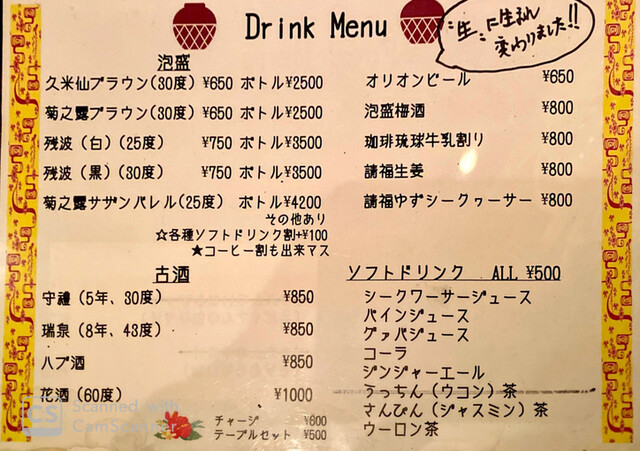 Drink Menu
"生"に生まれ
変わりました!!
泡盛
久米仙ブラウン(30度) ¥650 ボトル¥2500
菊之露ブラウン(30度) ¥650 ボトル¥2500
残波（白）(25度) ¥750 ボトル¥3500
残波（黒）(30度) ¥750 ボトル¥3500
菊之露サザンバレル(25度) ボトル¥4200
その他あり
☆各種ソフトドリンク割+¥100
★コーヒー割も出来マス
オリオンビール ¥650
泡盛梅酒 ¥800
珈琲琉球牛乳割り ¥800
請福生姜 ¥800
請福ゆずシークヮーサー ¥800
古酒
守禮（5年、30度） ¥850
瑞泉（8年、43度） ¥850
ハブ酒 ¥850
花酒（60度） ¥1000
チャージ ¥600
テーブルセット ¥500
ソフトドリンク ALL ¥500
シークワーサージュース
パインジュース
グァバジュース
コーラ
ジンジャーエール
うっちん（ウコン）茶
さんぴん（ジャスミン）茶
ウーロン茶
CS Scanned with
CamScanner